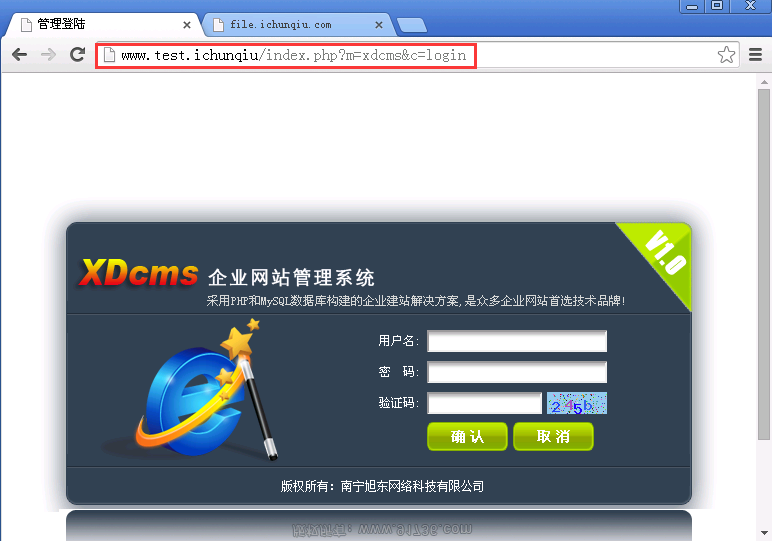 管理登陆
file.ichunqiu.com
www.test.ichunqiu/index.php?m=xdcms&c=login
V1.0
XDcms 企业网站管理系统
采用PHP和MySQL数据库构建的企业建站解决方案,是众多企业网站首选技术品牌!
用户名:
密 码:
验证码: 245b
确认 取消
版权所有：南宁旭东网络科技有限公司